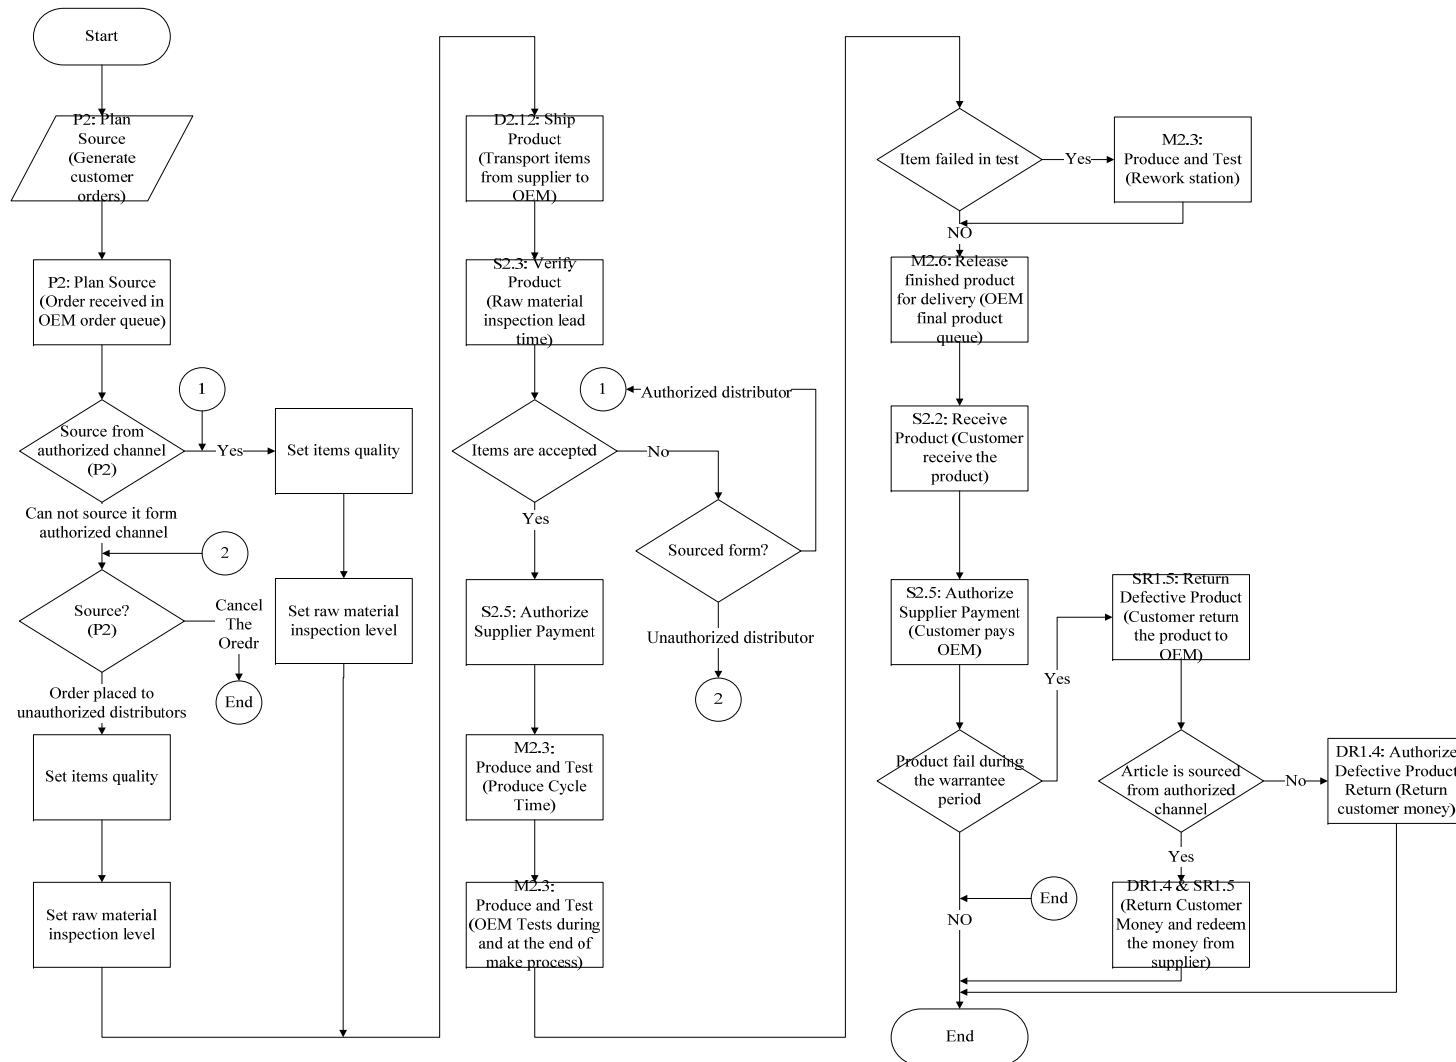 Start
P2: Plan
Source
(Generate
customer
orders)
P2: Plan Source
(Order received in
OEM order queue)
1
Source from
authorized channel
(P2)
Yes
Set items quality
Can not source it form
authorized channel
2
Source?
(P2)
Cancel
The
Oredr
End
Set raw material
inspection level
Order placed to
unauthorized distributors
Set items quality
Set raw material
inspection level
D2.12: Ship
Product
(Transport items
from supplier to
OEM)
S2.3: Verify
Product
(Raw material
inspection lead
time)
1
Authorized distributor
Items are accepted
No
Yes
Sourced form?
S2.5: Authorize
Supplier Payment
Unauthorized distributor
2
M2.3:
Produce and Test
(Produce Cycle
Time)
M2.3:
Produce and Test
(OEM Tests during
and at the end of
make process)
Item failed in test
Yes
M2.3:
Produce and Test
(Rework station)
NO
M2.6: Release
finished product
for delivery (OEM
final product
queue)
S2.2: Receive
Product (Customer
receive the
product)
S2.5: Authorize
Supplier Payment
(Customer pays
OEM)
Yes
SR1.5: Return
Defective Product
(Customer return
the product to
OEM)
Product fail during
the warrantee
period
Article is sourced
from authorized
channel
No
DR1.4: Authorize
Defective Product
Return (Return
customer money)
Yes
End
NO
DR1.4 & SR1.5
(Return Customer
Money and redeem
the money from
supplier)
End